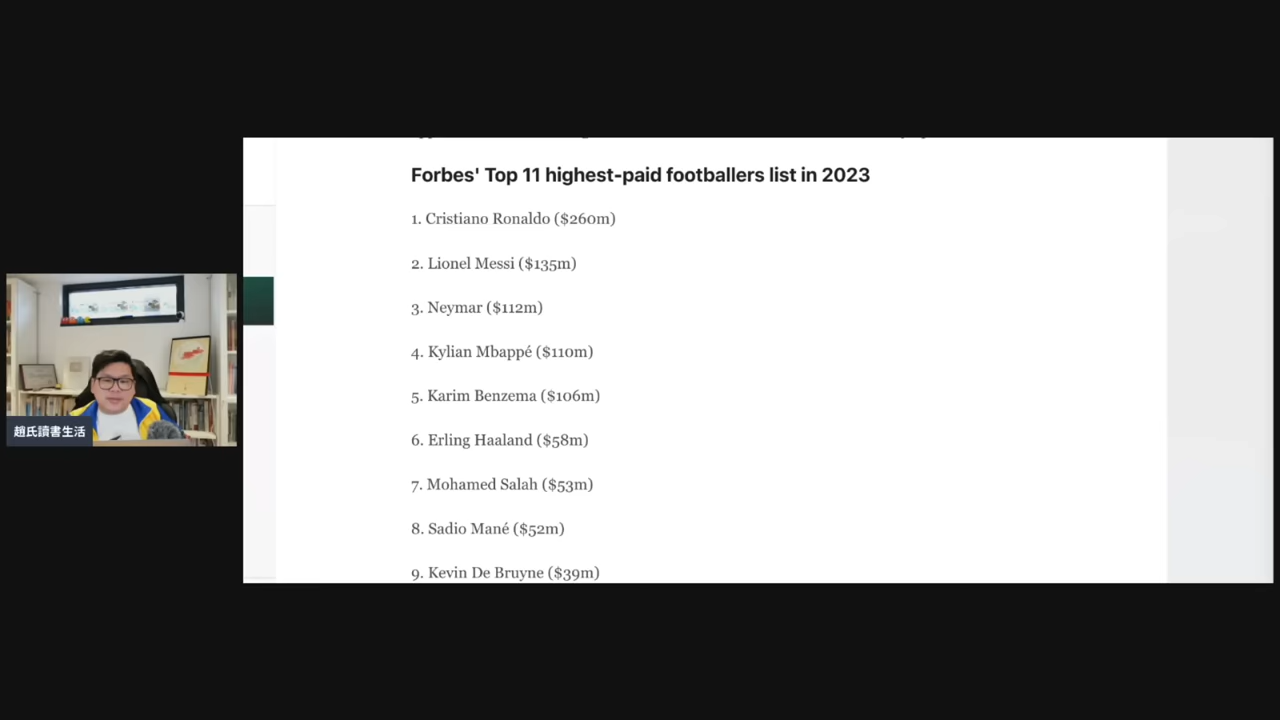 Forbes' Top 11 highest-paid footballers list in 2023
1. Cristiano Ronaldo ($260m)
2. Lionel Messi ($135m)
3. Neymar ($112m)
4. Kylian Mbappé ($110m)
5. Karim Benzema ($106m)
6. Erling Haaland ($58m)
7. Mohamed Salah ($53m)
8. Sadio Mané ($52m)
9. Kevin De Bruyne ($39m)
趙氏讀書生活